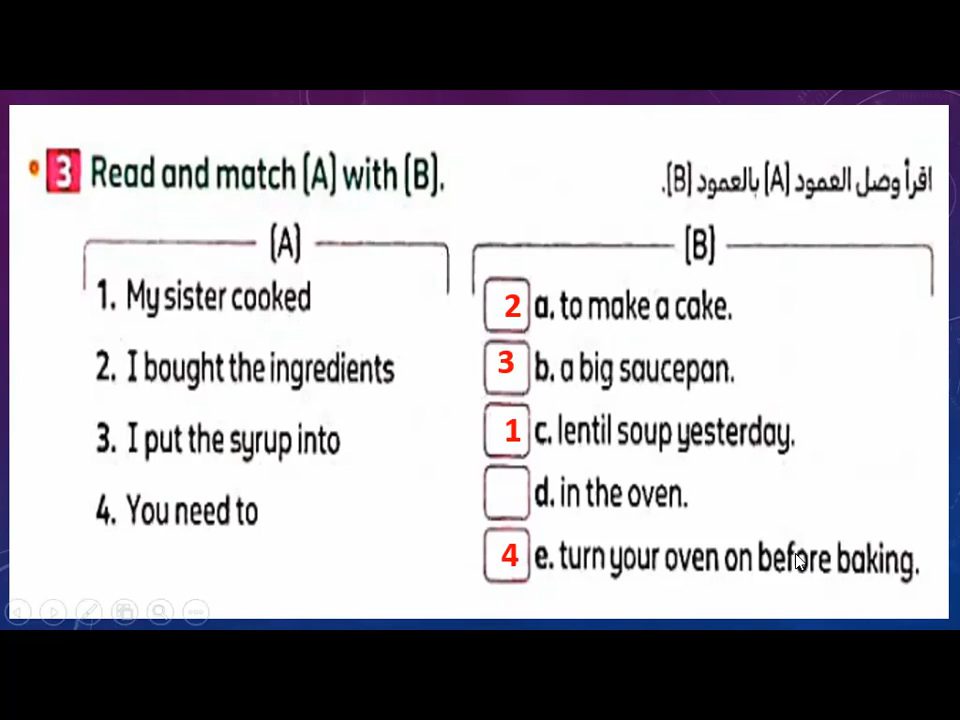 3 Read and match (A) with (B).
اقرأ وصل العمود (A) بالعمود (B).
(A)
1. My sister cooked
2. I bought the ingredients
3. I put the syrup into
4. You need to
(B)
2 a. to make a cake.
3 b. a big saucepan.
1 c. lentil soup yesterday.
d. in the oven.
4 e. turn your oven on before baking.